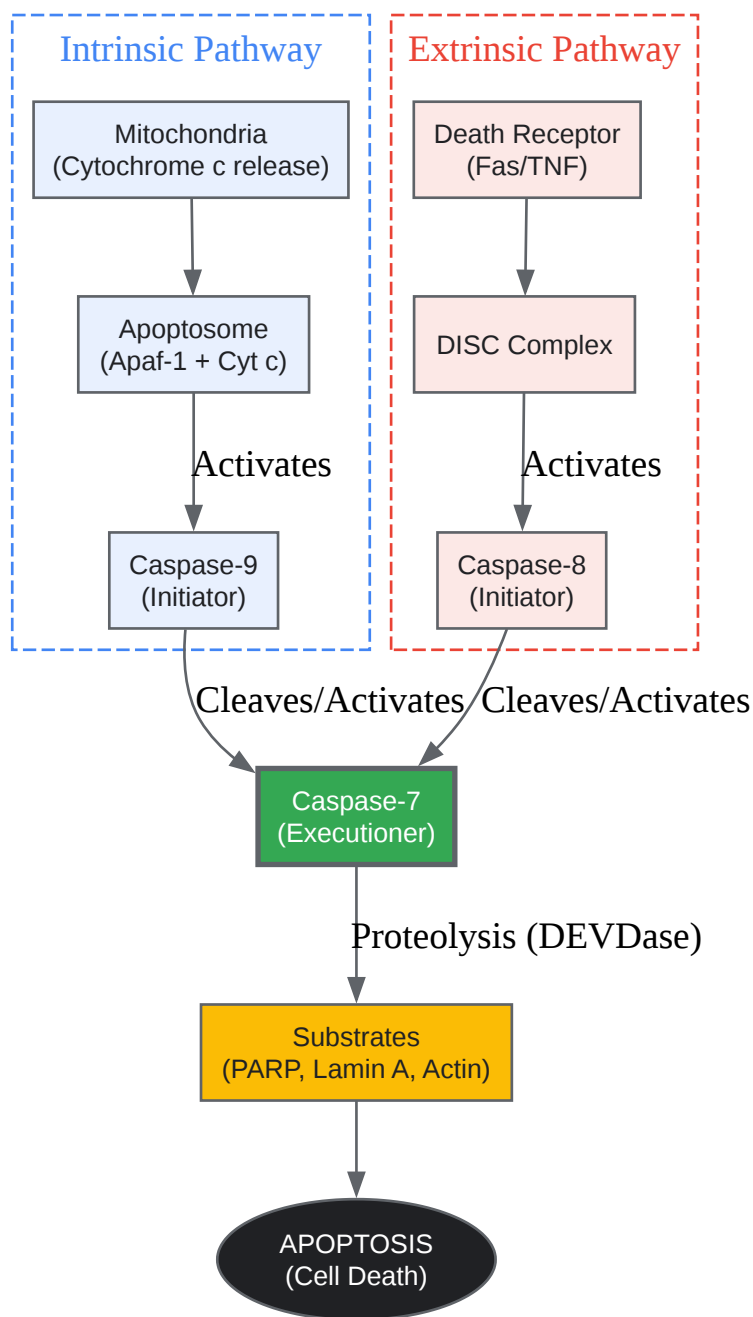 Intrinsic Pathway
Extrinsic Pathway
Mitochondria
(Cytochrome c release)
Death Receptor
(Fas/TNF)
Apoptosome
(Apaf-1 + Cyt c)
DISC Complex
Activates
Activates
Caspase-9
(Initiator)
Caspase-8
(Initiator)
Cleaves/Activates
Cleaves/Activates
Caspase-7
(Executioner)
Proteolysis (DEVDase)
Substrates
(PARP, Lamin A, Actin)
APOPTOSIS
(Cell Death)